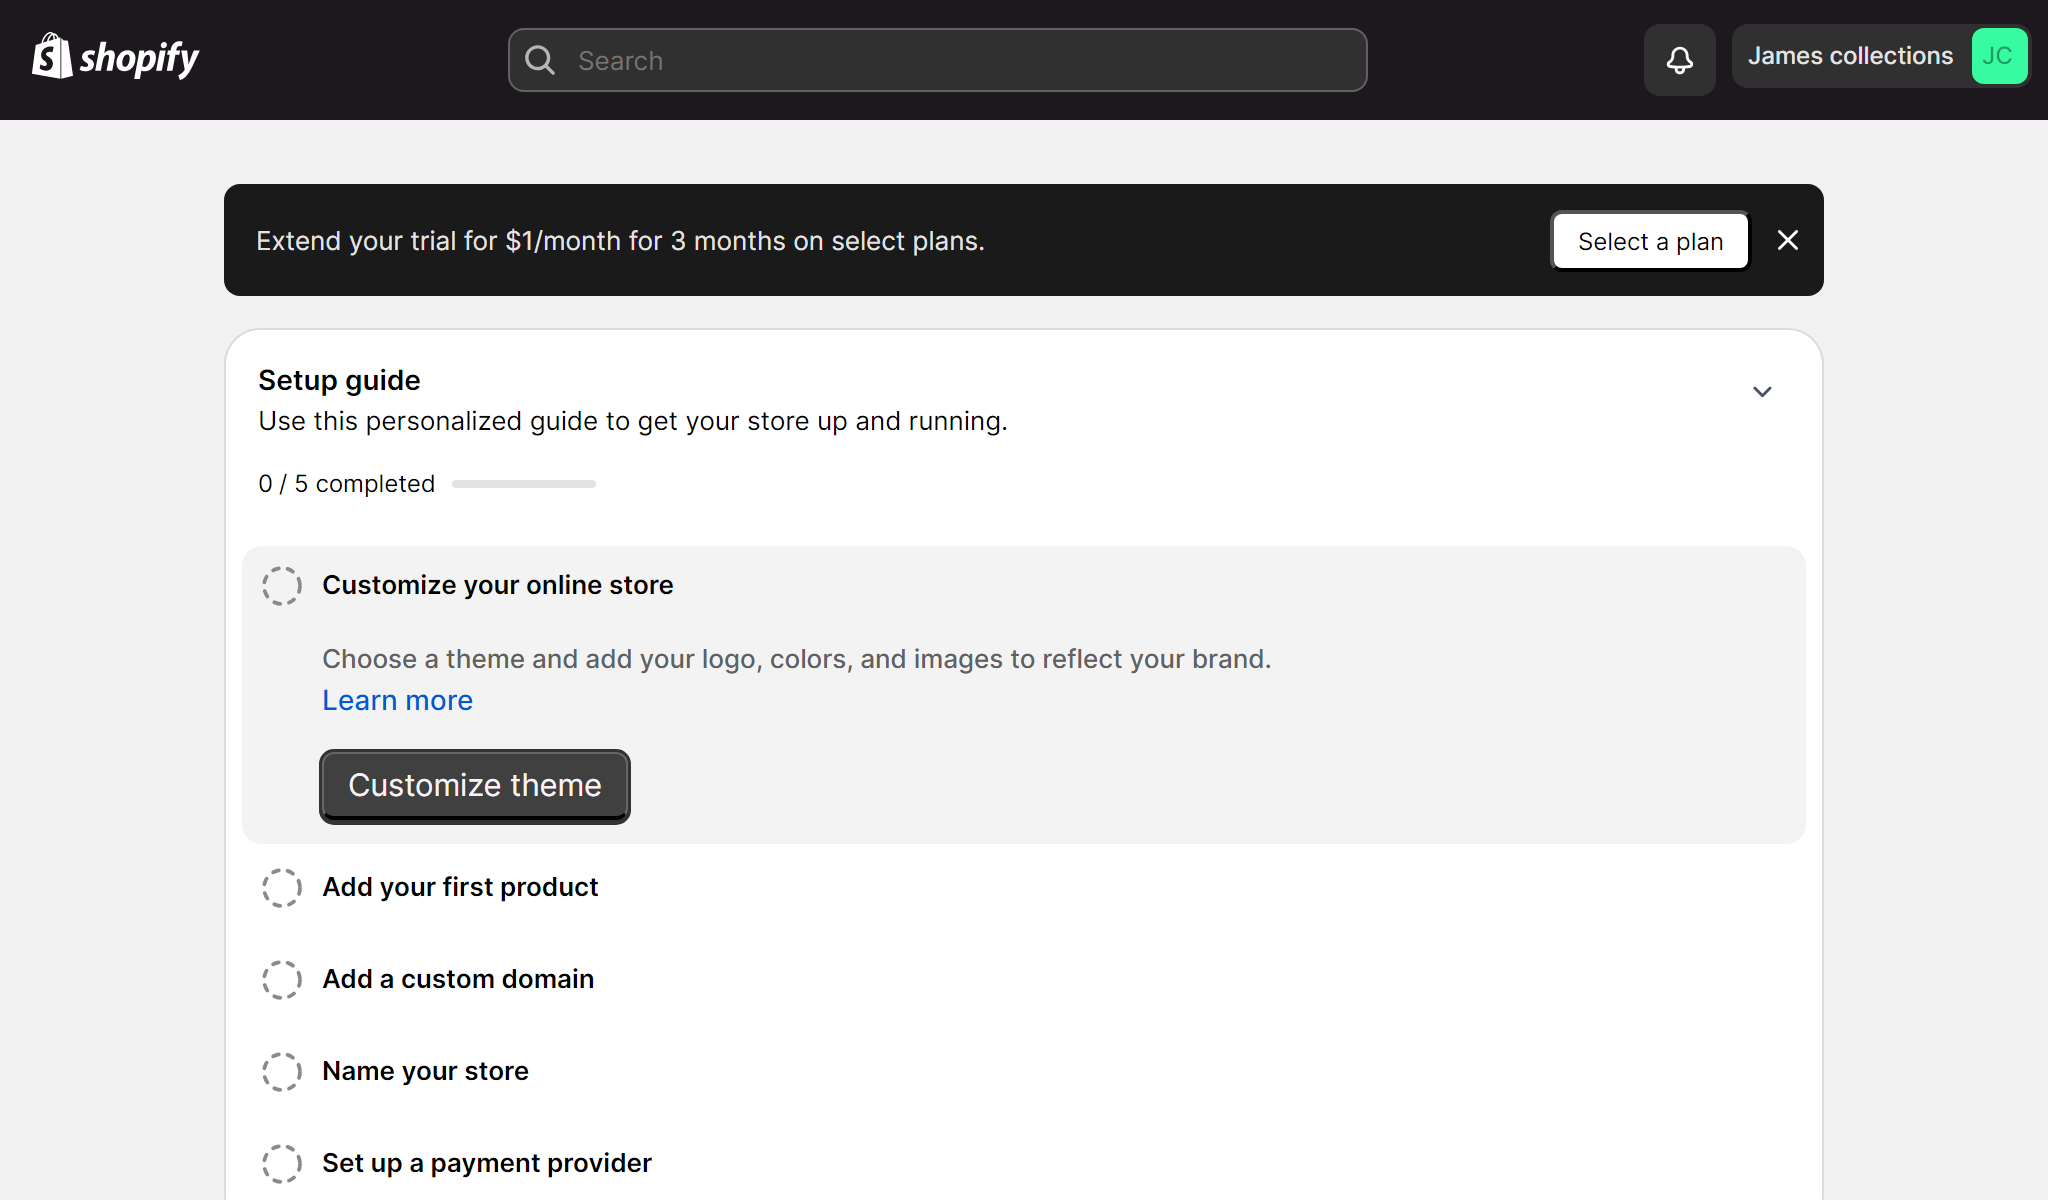 shopify
Search
James collections
JC
Extend your trial for $1/month for 3 months on select plans.
Select a plan
Setup guide
Use this personalized guide to get your store up and running.
0 / 5 completed
Customize your online store
Choose a theme and add your logo, colors, and images to reflect your brand.
Learn more
Customize theme
Add your first product
Add a custom domain
Name your store
Set up a payment provider